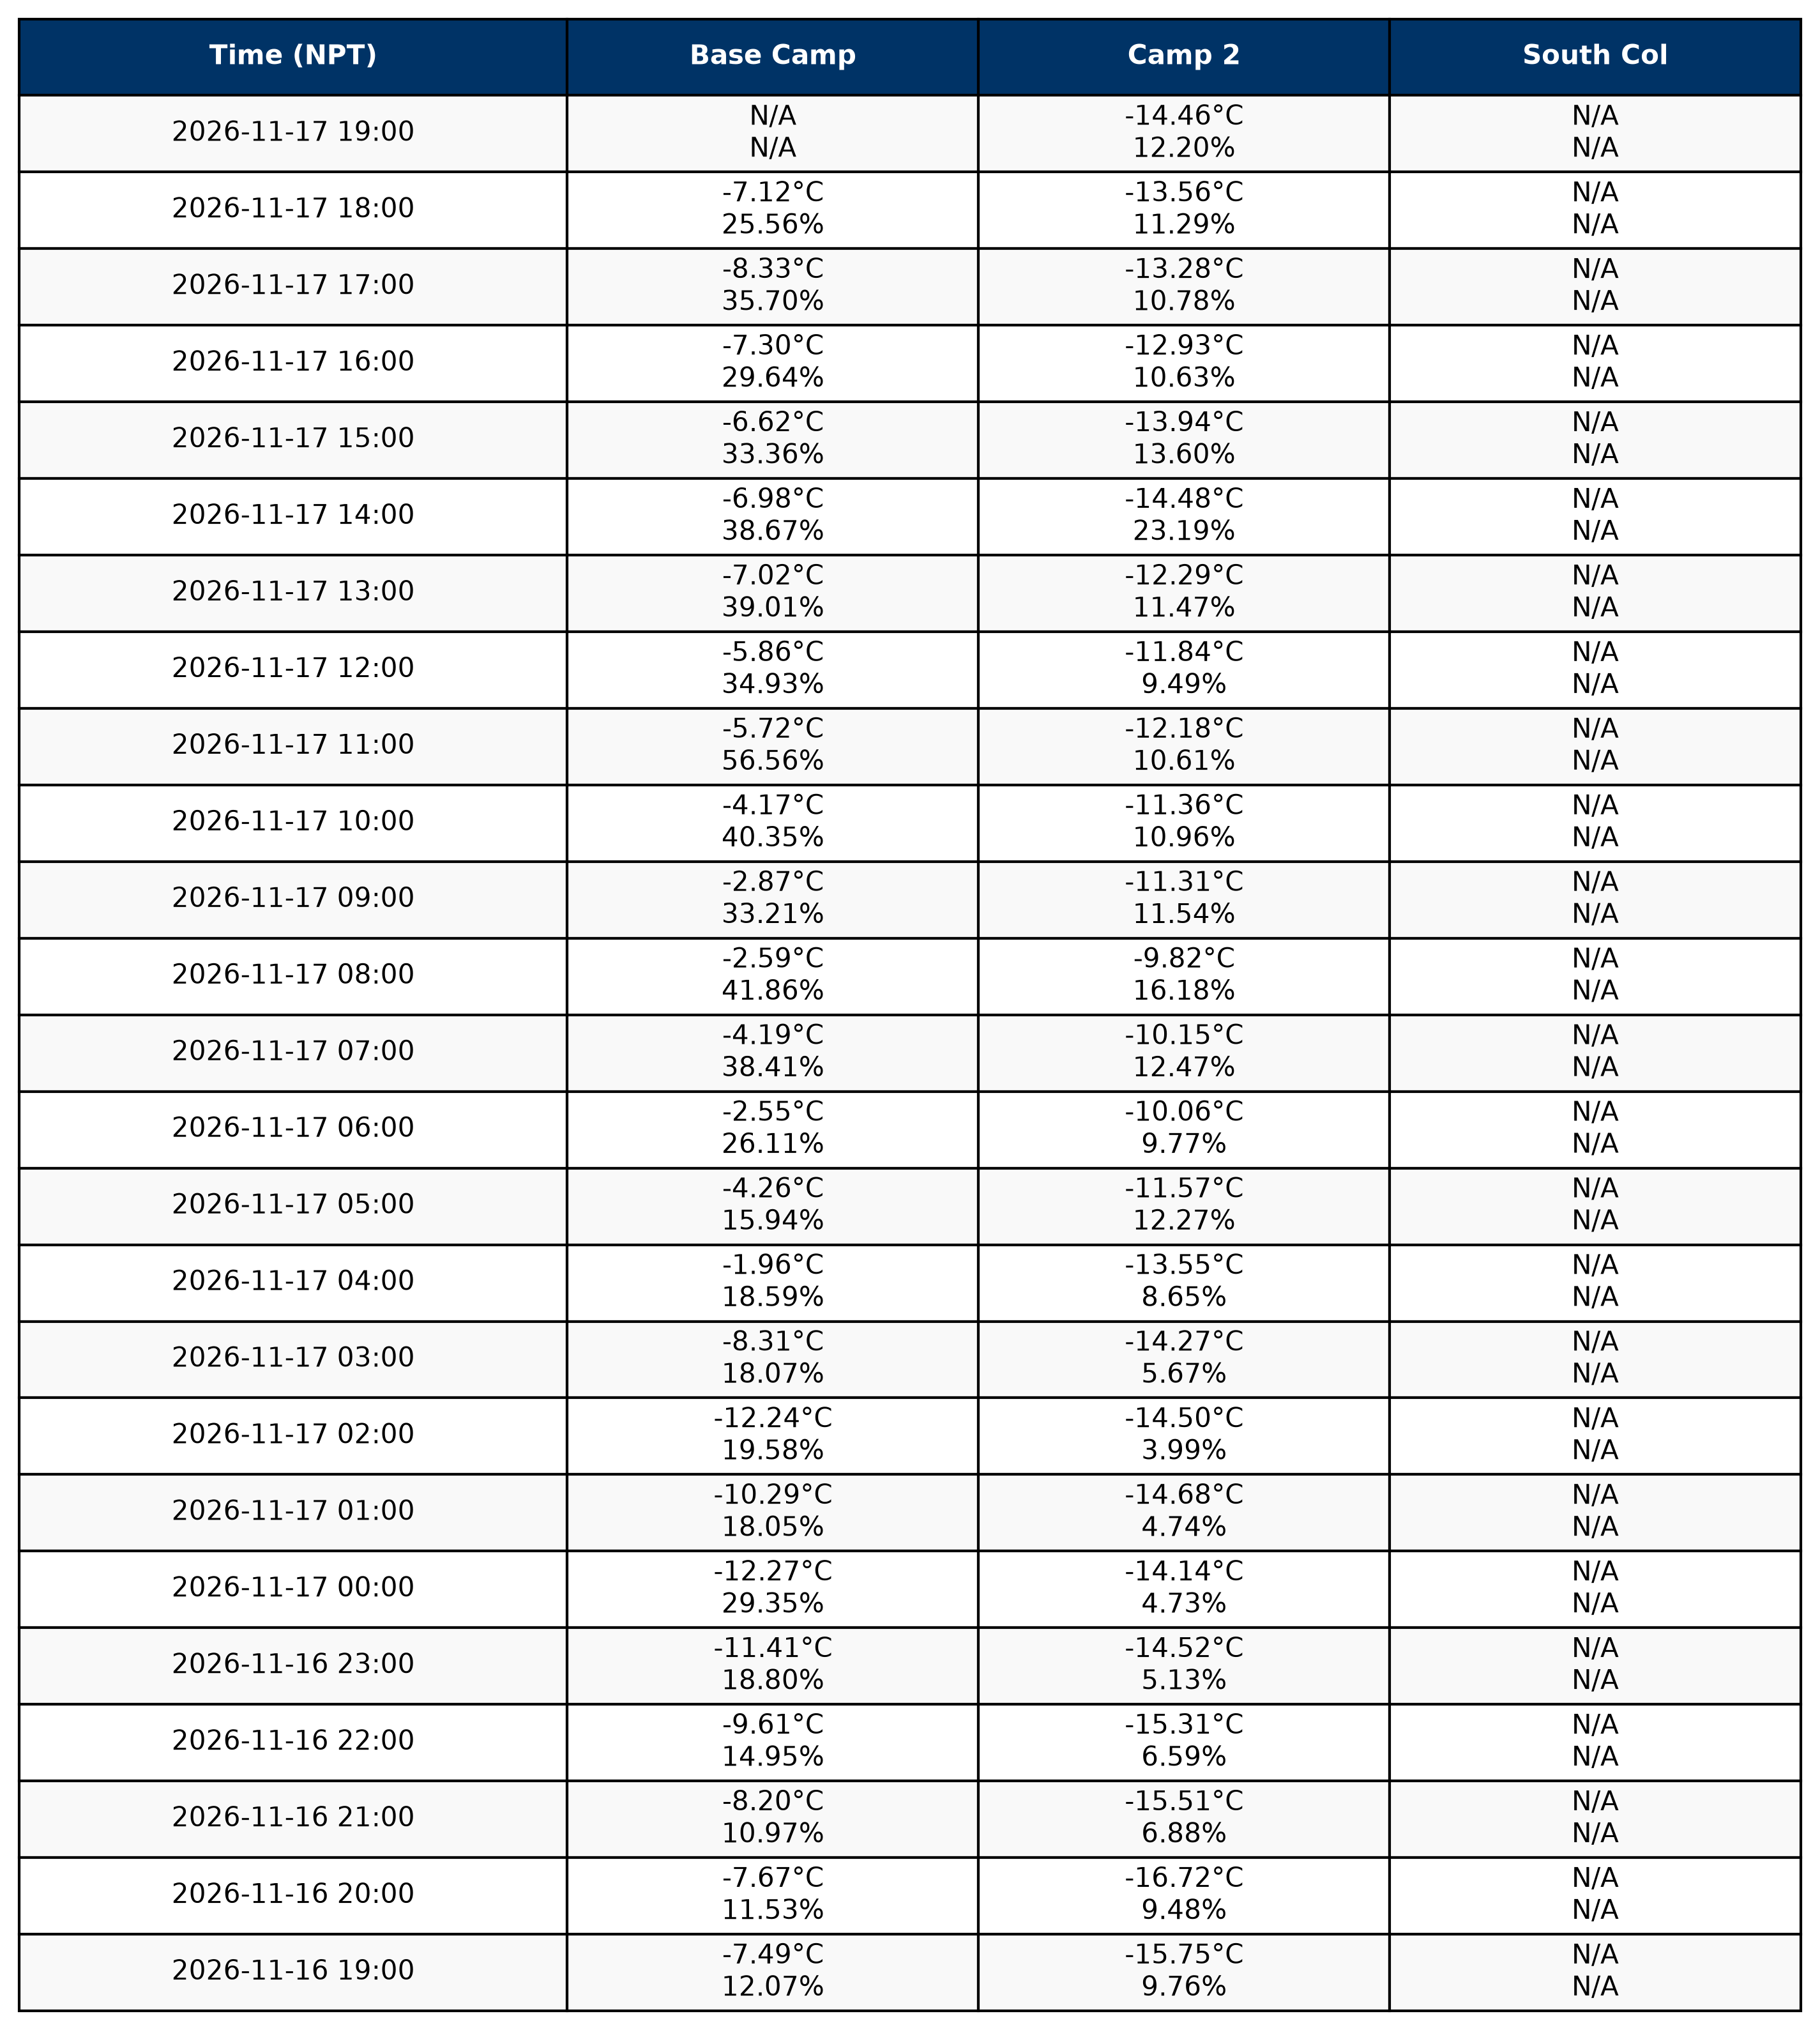 Time (NPT) Base Camp Camp 2 South Col
2026-11-17 19:00 N/A -14.46°C N/A
N/A 12.20% N/A
2026-11-17 18:00 -7.12°C -13.56°C N/A
25.56% 11.29% N/A
2026-11-17 17:00 -8.33°C -13.28°C N/A
35.70% 10.78% N/A
2026-11-17 16:00 -7.30°C -12.93°C N/A
29.64% 10.63% N/A
2026-11-17 15:00 -6.62°C -13.94°C N/A
33.36% 13.60% N/A
2026-11-17 14:00 -6.98°C -14.48°C N/A
38.67% 23.19% N/A
2026-11-17 13:00 -7.02°C -12.29°C N/A
39.01% 11.47% N/A
2026-11-17 12:00 -5.86°C -11.84°C N/A
34.93% 9.49% N/A
2026-11-17 11:00 -5.72°C -12.18°C N/A
56.56% 10.61% N/A
2026-11-17 10:00 -4.17°C -11.36°C N/A
40.35% 10.96% N/A
2026-11-17 09:00 -2.87°C -11.31°C N/A
33.21% 11.54% N/A
2026-11-17 08:00 -2.59°C -9.82°C N/A
41.86% 16.18% N/A
2026-11-17 07:00 -4.19°C -10.15°C N/A
38.41% 12.47% N/A
2026-11-17 06:00 -2.55°C -10.06°C N/A
26.11% 9.77% N/A
2026-11-17 05:00 -4.26°C -11.57°C N/A
15.94% 12.27% N/A
2026-11-17 04:00 -1.96°C -13.55°C N/A
18.59% 8.65% N/A
2026-11-17 03:00 -8.31°C -14.27°C N/A
18.07% 5.67% N/A
2026-11-17 02:00 -12.24°C -14.50°C N/A
19.58% 3.99% N/A
2026-11-17 01:00 -10.29°C -14.68°C N/A
18.05% 4.74% N/A
2026-11-17 00:00 -12.27°C -14.14°C N/A
29.35% 4.73% N/A
2026-11-16 23:00 -11.41°C -14.52°C N/A
18.80% 5.13% N/A
2026-11-16 22:00 -9.61°C -15.31°C N/A
14.95% 6.59% N/A
2026-11-16 21:00 -8.20°C -15.51°C N/A
10.97% 6.88% N/A
2026-11-16 20:00 -7.67°C -16.72°C N/A
11.53% 9.48% N/A
2026-11-16 19:00 -7.49°C -15.75°C N/A
12.07% 9.76% N/A